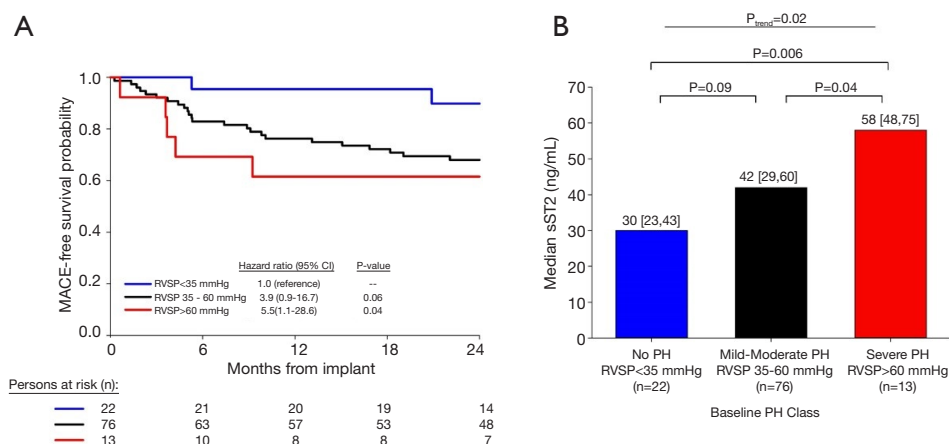 A
MACE-free survival probability
1.0
0.8
0.6
0.4
0.2
0.0
Hazard ratio (95% CI) P-value
RVSP<35 mmHg 1.0 (reference) --
RVSP 35 - 60 mmHg 3.9 (0.9-16.7) 0.06
RVSP>60 mmHg 5.5(1.1-28.6) 0.04
0 6 12 18 24
Months from implant
Persons at risk (n):
22 21 20 19 14
76 63 57 53 48
13 10 8 8 7
B
Ptrend=0.02
P=0.006
P=0.09 P=0.04
Median sST2 (ng/mL)
60
50
40
30
20
10
0
30 [23,43]
42 [29,60]
58 [48,75]
No PH Mild-Moderate PH Severe PH
RVSP<35 mmHg RVSP 35-60 mmHg RVSP>60 mmHg
(n=22) (n=76) (n=13)
Baseline PH Class